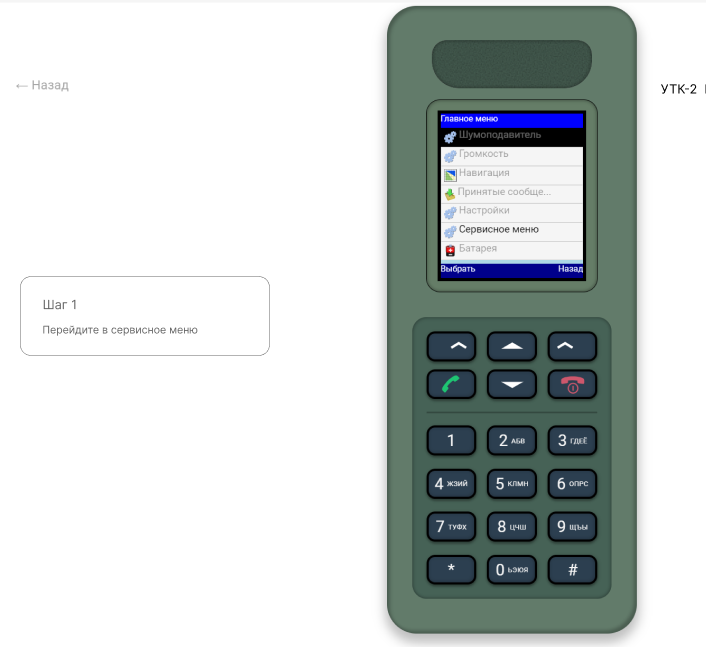 ← Назад
УТК-2
Главное меню
Шумоподавитель
Громкость
Навигация
Принятые сообще...
Настройки
Сервисное меню
Батарея
Выбрать Назад
Шаг 1
Перейдите в сервисное меню
1 2 АБВ 3 ГДЕЁ
4 ЖЗИЙ 5 КЛМН 6 ОПРС
7 ТУФХ 8 ЦЧШ 9 ЩЪЫ
* 0 ЬЭЮЯ #